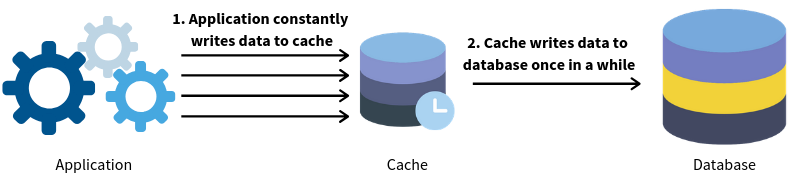 1. Application constantly
writes data to cache
2. Cache writes data to
database once in a while
Application
Cache
Database